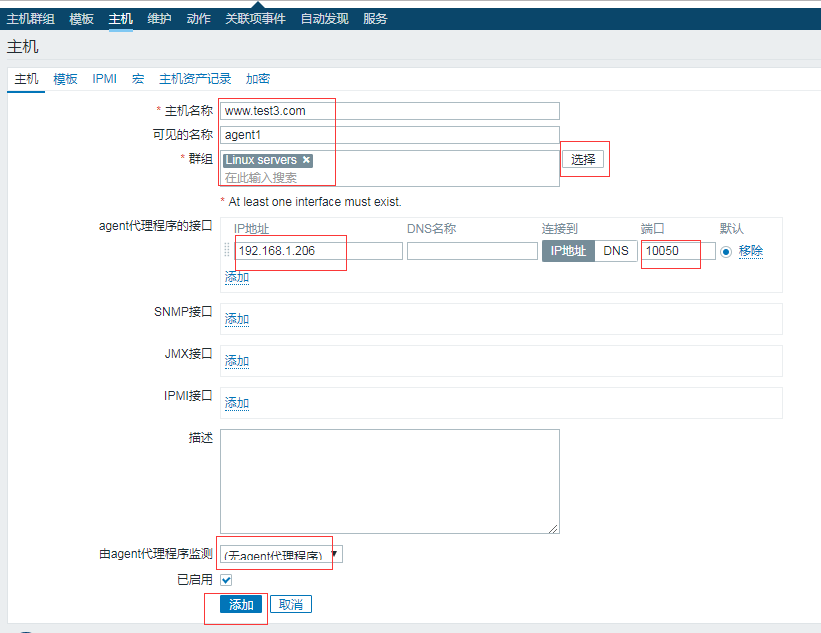 主机群组 模板 主机 维护 动作 关联项事件 自动发现 服务
主机
主机 模板 IPMI 宏 主机资产记录 加密
* 主机名称 www.test3.com
可见的名称 agent1
* 群组 Linux servers ×
在此输入搜索
选择
* At least one interface must exist.
agent代理程序的接口 IP地址 DNS名称 连接到 端口 默认
192.168.1.206 IP地址 DNS 10050 移除
添加
SNMP接口 添加
JMX接口 添加
IPMI接口 添加
描述
由agent代理程序监测 (无agent代理程序)
已启用
添加 取消